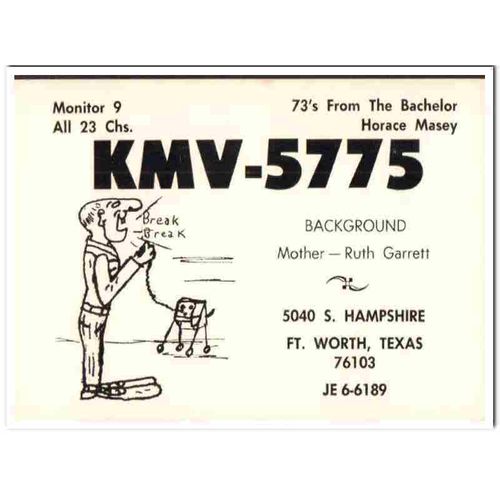 Monitor 9
All 23 Chs.
73's From The Bachelor
Horace Masey
KMV-5775
Break
-Break
BACKGROUND
Mother – Ruth Garrett
5040 S. HAMPSHIRE
FT. WORTH, TEXAS
76103
JE 6-6189